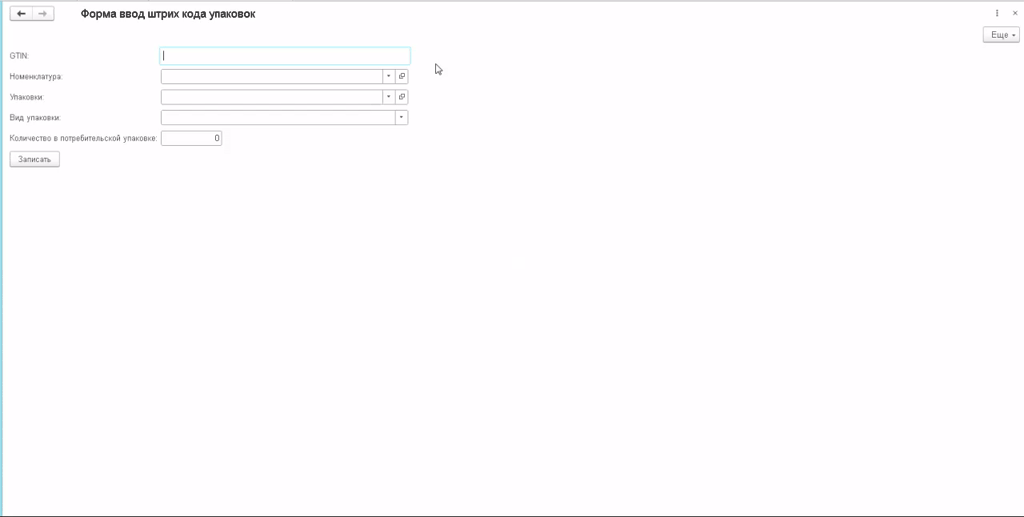 Форма ввод штрих кода упаковок
Еще
GTIN:
Номенклатура:
Упаковки:
Вид упаковки:
Количество в потребительской упаковке: 0
Записать